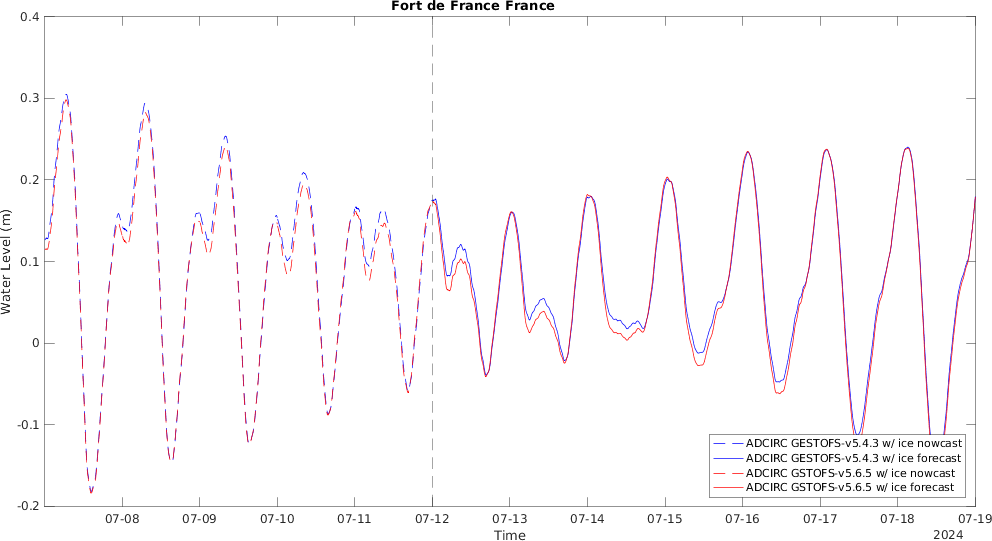 Fort de France France
0.4
0.3
0.2
0.1
0
-0.1
-0.2
Water Level (m)
ADCIRC GESTOFS-v5.4.3 w/ ice nowcast
ADCIRC GESTOFS-v5.4.3 w/ ice forecast
ADCIRC GSTOFS-v5.6.5 w/ ice nowcast
ADCIRC GSTOFS-v5.6.5 w/ ice forecast
07-08 07-09 07-10 07-11 07-12 07-13 07-14 07-15 07-16 07-17 07-18 07-19
Time
2024